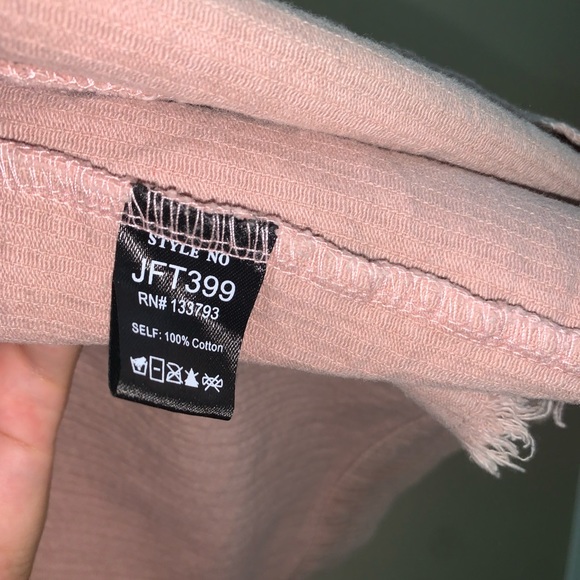 STYLE NO
JFT399
RN# 133793
SELF: 100% Cotton